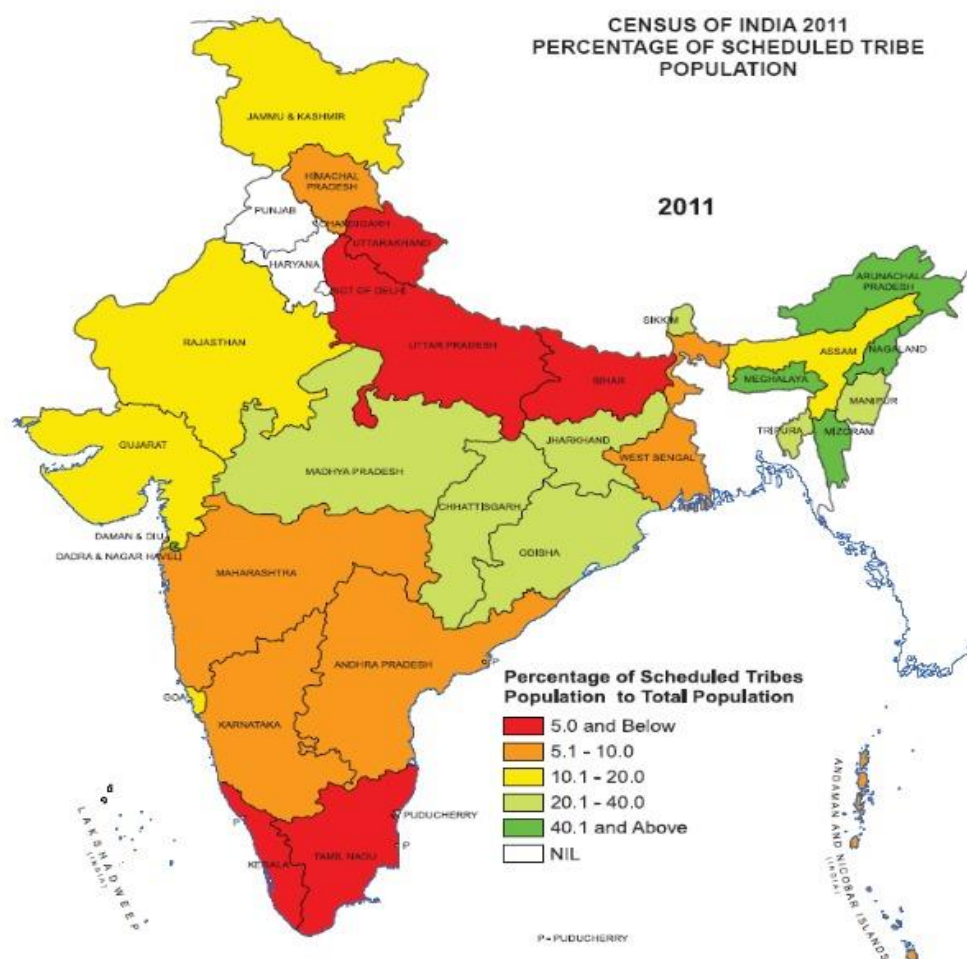 CENSUS OF INDIA 2011
PERCENTAGE OF SCHEDULED TRIBE
POPULATION
2011
JAMMU & KASHMIR
HIMACHAL
PRADESH
PUNJAB
CHANDIGARH
UTTARAKHAND
HARYANA
NCT OF DELHI
ARUNACHAL
PRADESH
SIKKIM
RAJASTHAN
UTTAR PRADESH
ASSAM
NAGALAND
BIHAR
MEGHALAYA
MANIPUR
GUJARAT
JHARKHAND
TRIPURA
MIZORAM
MADHYA PRADESH
WEST BENGAL
CHHATTISGARH
DAMAN & DIU
ODISHA
DADRA & NAGAR HAVELI
MAHARASHTRA
ANDHRA PRADESH
P
GOA
KARNATAKA
Percentage of Scheduled Tribes
Population to Total Population
5.0 and Below
5.1 - 10.0
10.1 - 20.0
20.1 - 40.0
40.1 and Above
NIL
PUDUCHERRY
P
P
KERALA
TAMIL NADU
LAKSHADWEEP
(INDIA)
ANDAMAN AND NICOBAR ISLANDS
(INDIA)
P - PUDUCHERRY